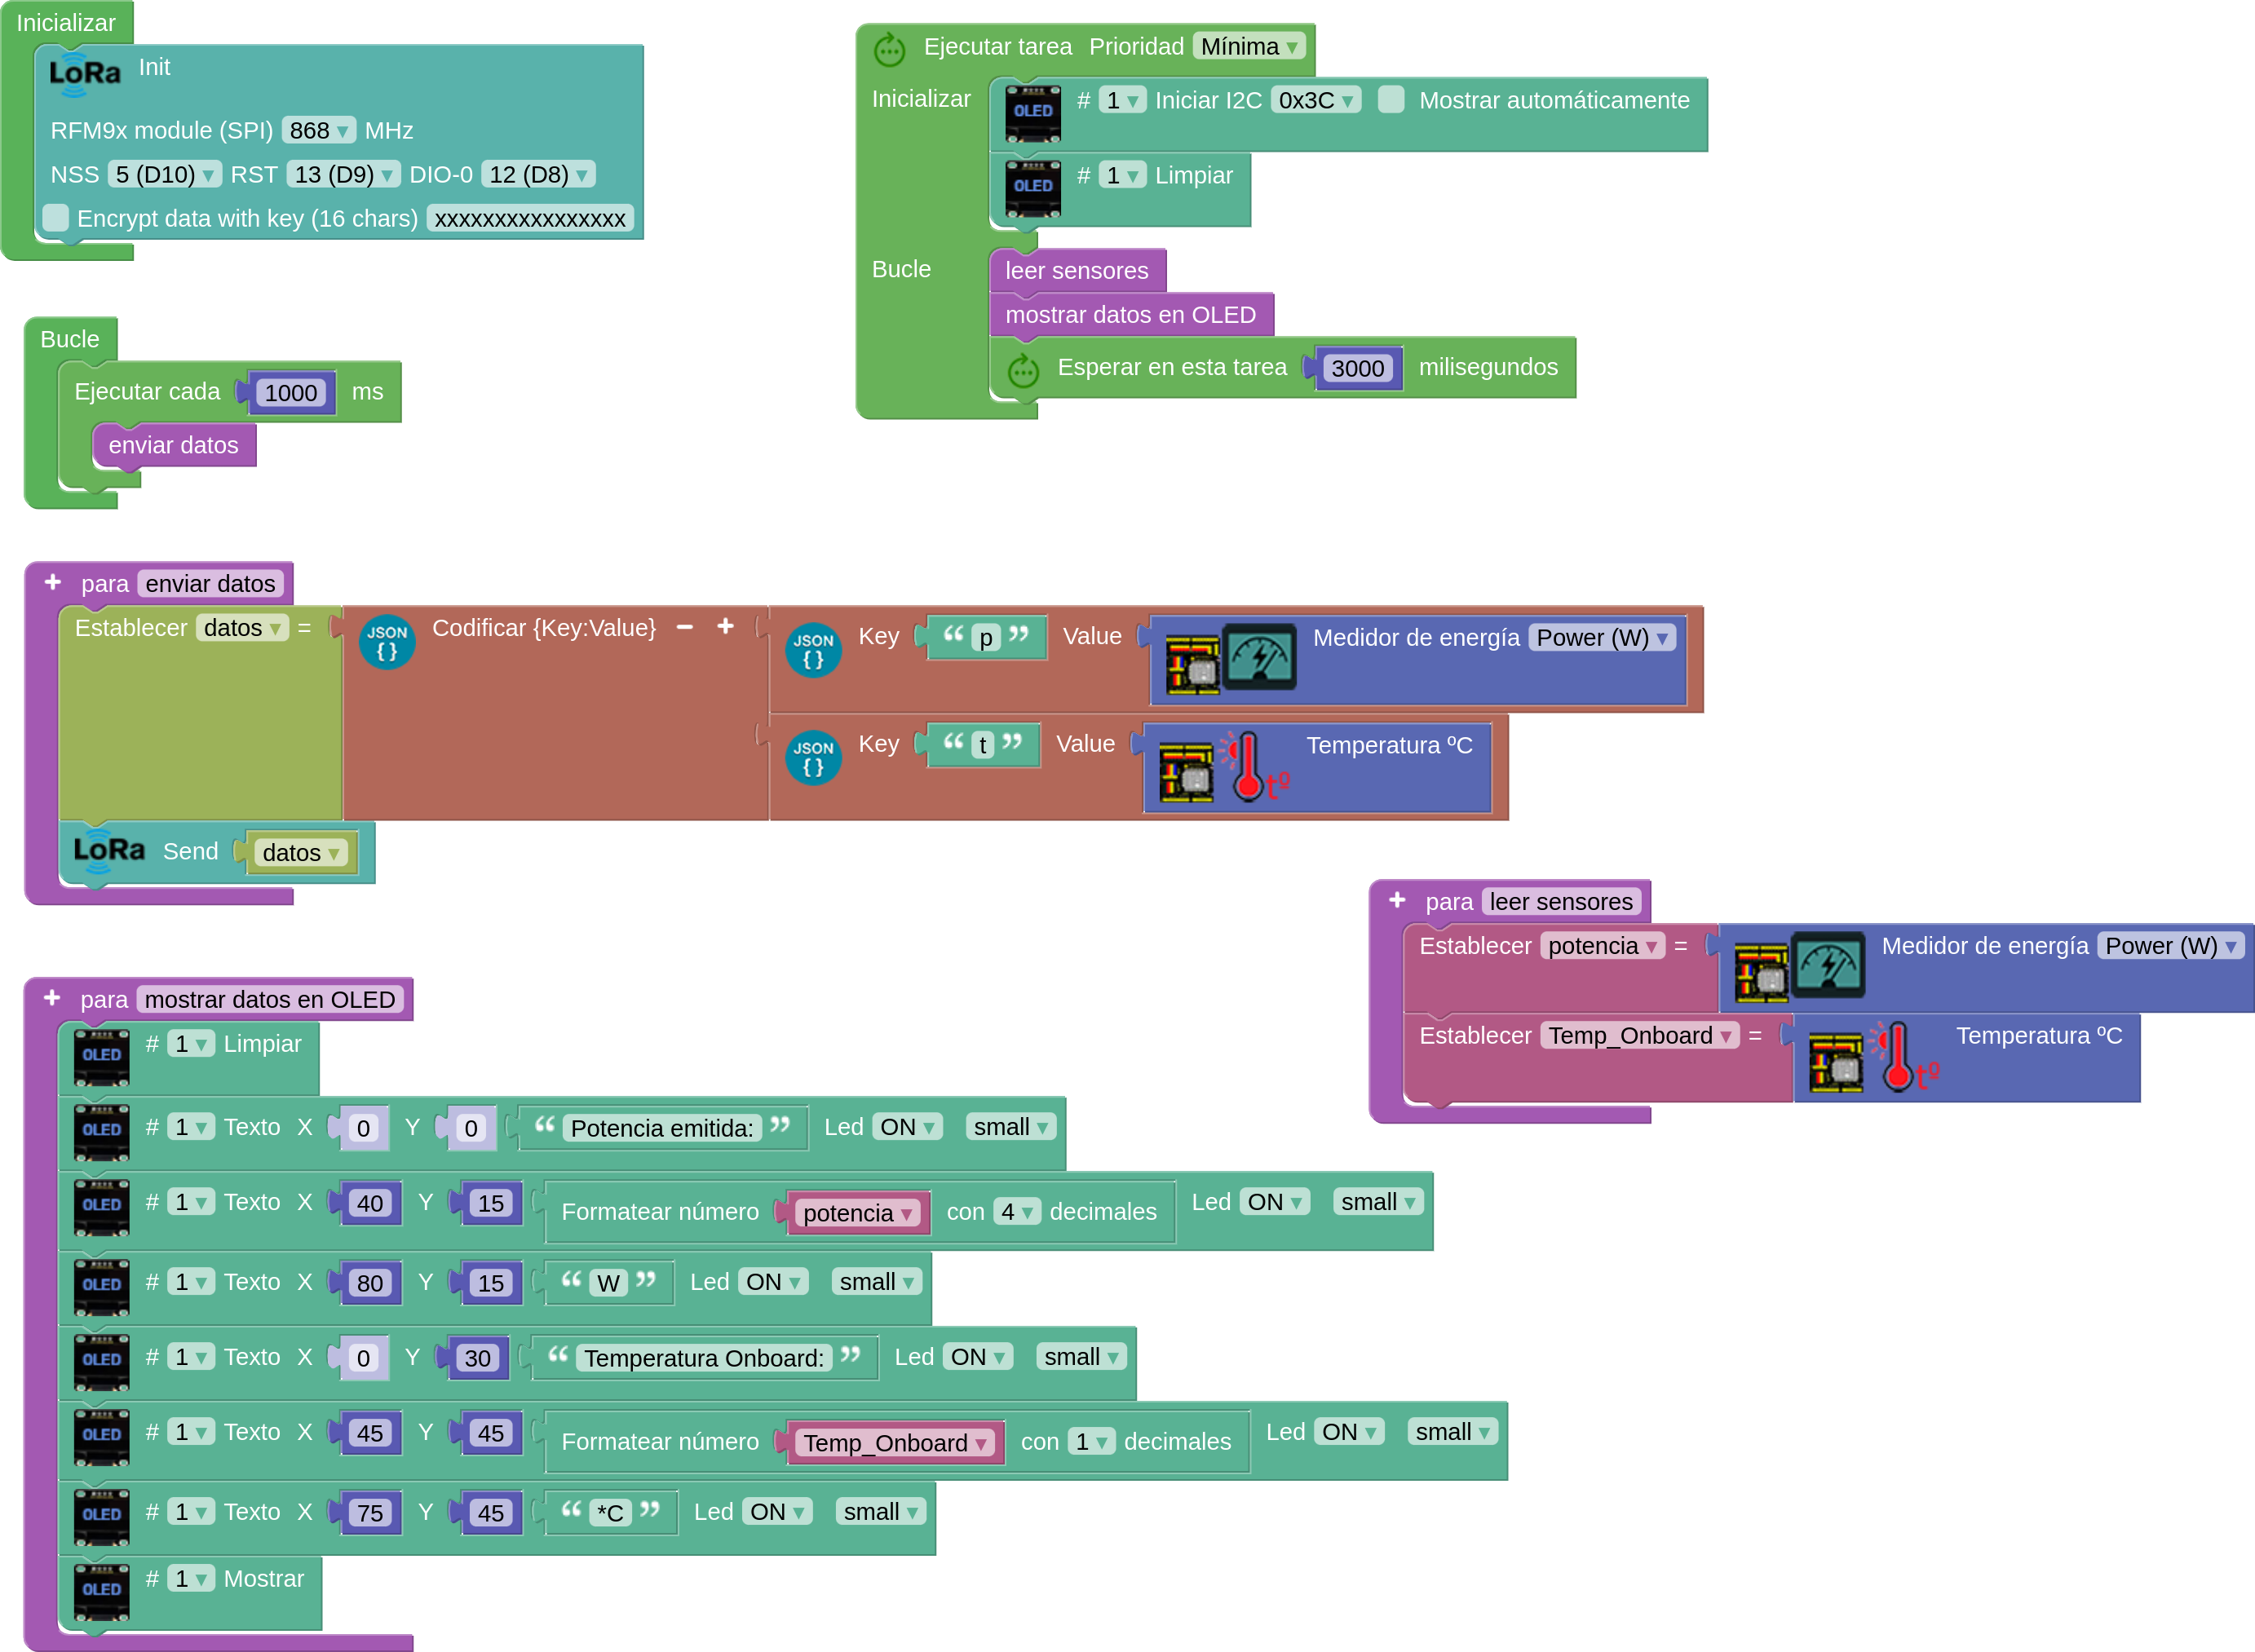 Inicializar
LoRa Init
RFM9x module (SPI) 868 ▾ MHz
NSS 5 (D10) ▾ RST 13 (D9) ▾ DIO-0 12 (D8) ▾
Encrypt data with key (16 chars) xxxxxxxxxxxxxxxx
Bucle
Ejecutar cada 1000 ms
enviar datos
Ejecutar tarea Prioridad Mínima ▾
Inicializar OLED # 1 ▾ Iniciar I2C 0x3C ▾ Mostrar automáticamente
OLED # 1 ▾ Limpiar
Bucle leer sensores
mostrar datos en OLED
Esperar en esta tarea 3000 milisegundos
+ para enviar datos
Establecer datos ▾ = JSON { } Codificar {Key:Value} − + JSON { } Key “ p ” Value Medidor de energía Power (W) ▾
JSON { } Key “ t ” Value tº Temperatura ºC
LoRa Send datos ▾
+ para leer sensores
Establecer potencia ▾ = Medidor de energía Power (W) ▾
Establecer Temp_Onboard ▾ = tº Temperatura ºC
+ para mostrar datos en OLED
OLED # 1 ▾ Limpiar
OLED # 1 ▾ Texto X 0 Y 0 “ Potencia emitida: ” Led ON ▾ small ▾
OLED # 1 ▾ Texto X 40 Y 15 Formatear número potencia ▾ con 4 ▾ decimales Led ON ▾ small ▾
OLED # 1 ▾ Texto X 80 Y 15 “ W ” Led ON ▾ small ▾
OLED # 1 ▾ Texto X 0 Y 30 “ Temperatura Onboard: ” Led ON ▾ small ▾
OLED # 1 ▾ Texto X 45 Y 45 Formatear número Temp_Onboard ▾ con 1 ▾ decimales Led ON ▾ small ▾
OLED # 1 ▾ Texto X 75 Y 45 “ *C ” Led ON ▾ small ▾
OLED # 1 ▾ Mostrar